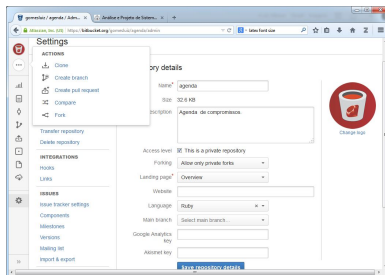 gomesluiz / agenda / Adm...
Análise e Projeto de Sistem...
Atlassian, Inc. (US) https://bitbucket.org/gomesluiz/agenda/admin
latex font size
Settings
ACTIONS
Clone
Create branch
Create pull request
Compare
Fork
Transfer repository
Delete repository
INTEGRATIONS
Hooks
Links
ISSUES
Issue tracker settings
Components
Milestones
Versions
Mailing list
Import & export
ository details
Name* agenda
Size 32.6 KB
escription Agenda de compromissos.
Access level This is a private repository
Forking Allow only private forks
Landing page* Overview
Website
Language Ruby
Main branch Select main branch...
Google Analytics
key
Akismet key
Save repository details
Change logo